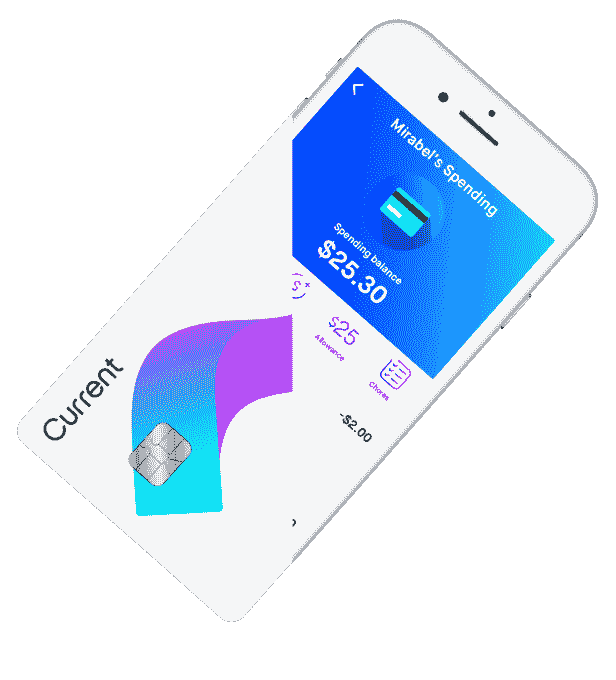 Mirabel's Spending
Spending balance
$25.30
$25
Allowance
Chores
-$2.00
Current